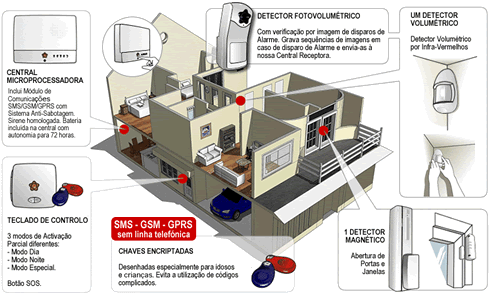 CENTRAL
MICROPROCESSADORA
Inclui Módulo de
Comunicações
SMS/GSM/GPRS com
Sistema Anti-Sabotagem.
Sirene homologada. Bateria
incluida na central com
autonomia para 72 horas.
DETECTOR FOTOVOLUMÉTRICO
Com verificação por imagem de disparos de
Alarme. Grava sequências de imagens em
caso de disparo de Alarme e envia-as à
nossa Central Receptora.
UM DETECTOR
VOLUMÉTRICO
Detector Volumétrico
por Infra-Vermelhos
TECLADO DE CONTROLO
3 modos de Activação
Parcial diferentes:
- Modo Dia
- Modo Noite
- Modo Especial.
Botão SOS.
SMS - GSM - GPRS
sem linha telefónica
CHAVES ENCRIPTADAS
Desenhadas especialmente para idosos
e crianças. Evita a utilização de códigos
complicados.
1 DETECTOR
MAGNÉTICO
Abertura de
Portas e
Janelas